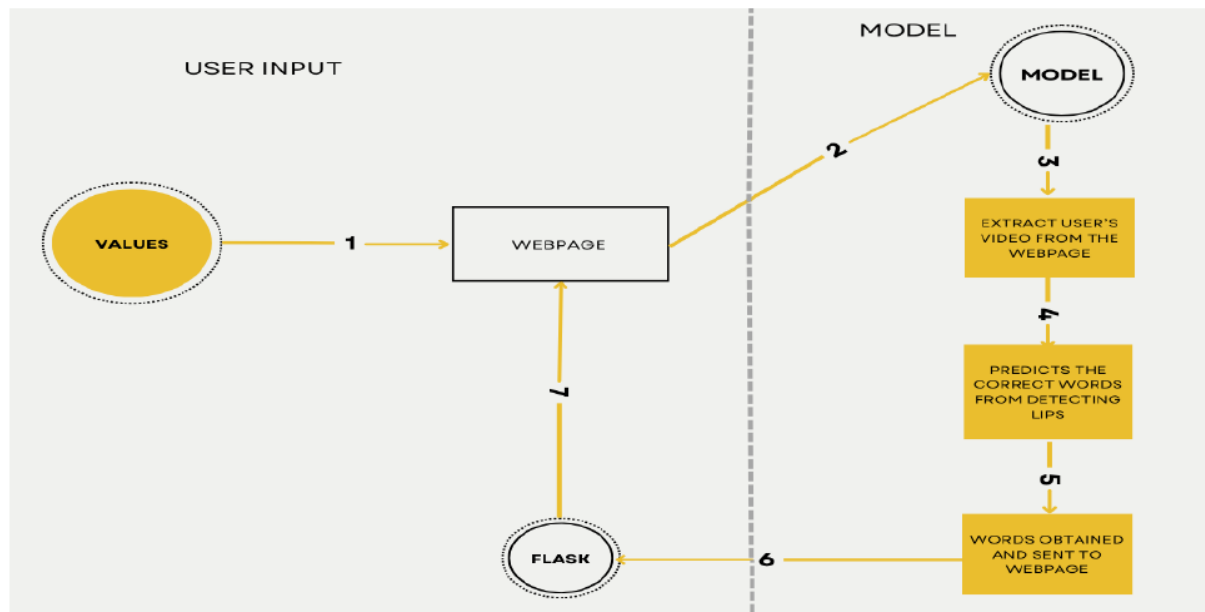 USER INPUT
MODEL
MODEL
VALUES
1
WEBPAGE
2
3
EXTRACT USER'S
VIDEO FROM THE
WEBPAGE
4
PREDICTS THE
CORRECT WORDS
FROM DETECTING
LIPS
5
WORDS OBTAINED
AND SENT TO
WEBPAGE
6
FLASK
7